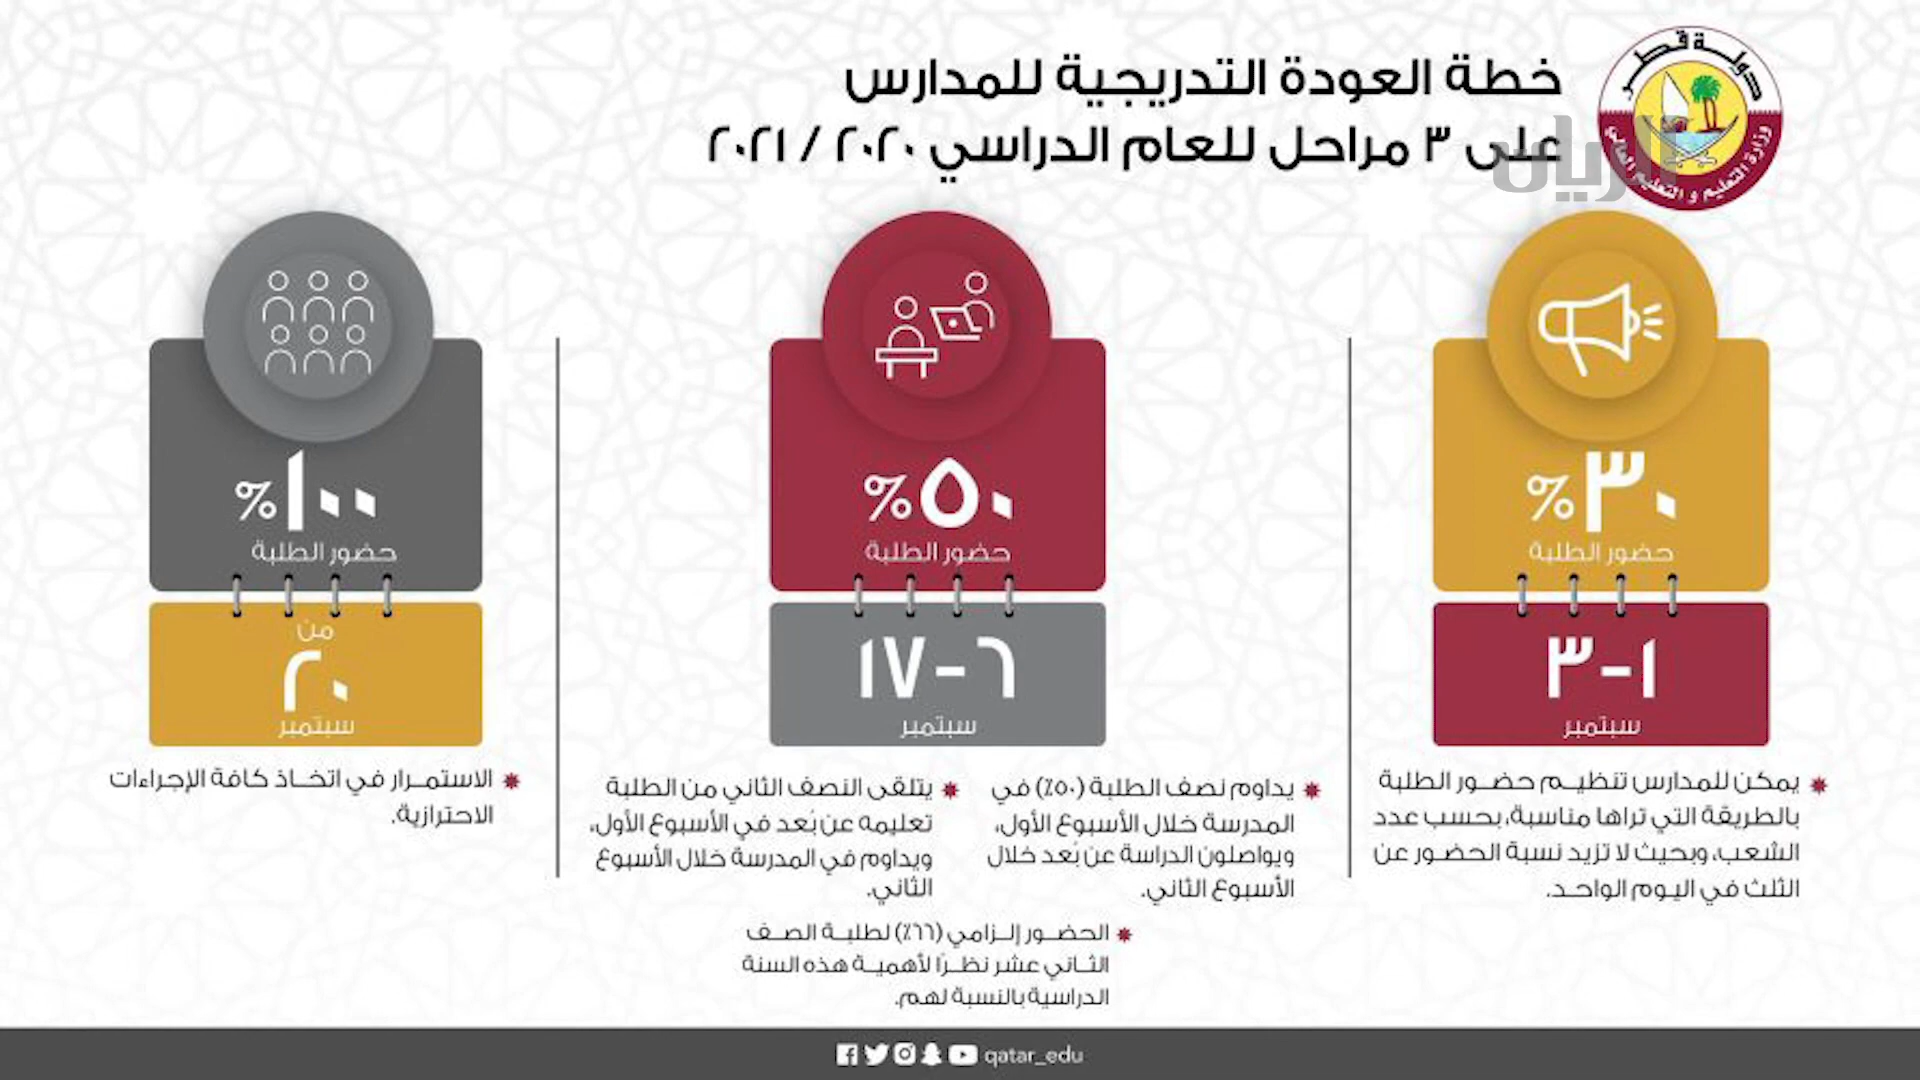 دولة قطر
وزارة التعليم و التعليم العالي
الريان
خطة العودة التدريجية للمدارس
على ٣ مراحل للعام الدراسي ٢٠٢٠ / ٢٠٢١
٣٠%
حضور الطلبة
١-٣
سبتمبر
يمكن للمدارس تنظيم حضور الطلبة
بالطريقة التي تراها مناسبة، بحسب عدد
الشعب، وبحيث لا تزيد نسبة الحضور عن
الثلث في اليوم الواحد.
٥٠%
حضور الطلبة
٦-١٧
سبتمبر
يداوم نصف الطلبة (٥٠٪) في
المدرسة خلال الأسبوع الأول،
ويواصلون الدراسة عن بُعد خلال
الأسبوع الثاني.
يتلقى النصف الثاني من الطلبة
تعليمه عن بُعد في الأسبوع الأول،
ويداوم في المدرسة خلال الأسبوع
الثاني.
الحضور إلزامي (٦٦٪) لطلبة الصف
الثاني عشر نظرًا لأهمية هذه السنة
الدراسية بالنسبة لهم.
١٠٠%
حضور الطلبة
من
٢٠
سبتمبر
الاستمرار في اتخاذ كافة الإجراءات
الاحترازية.
qatar_edu